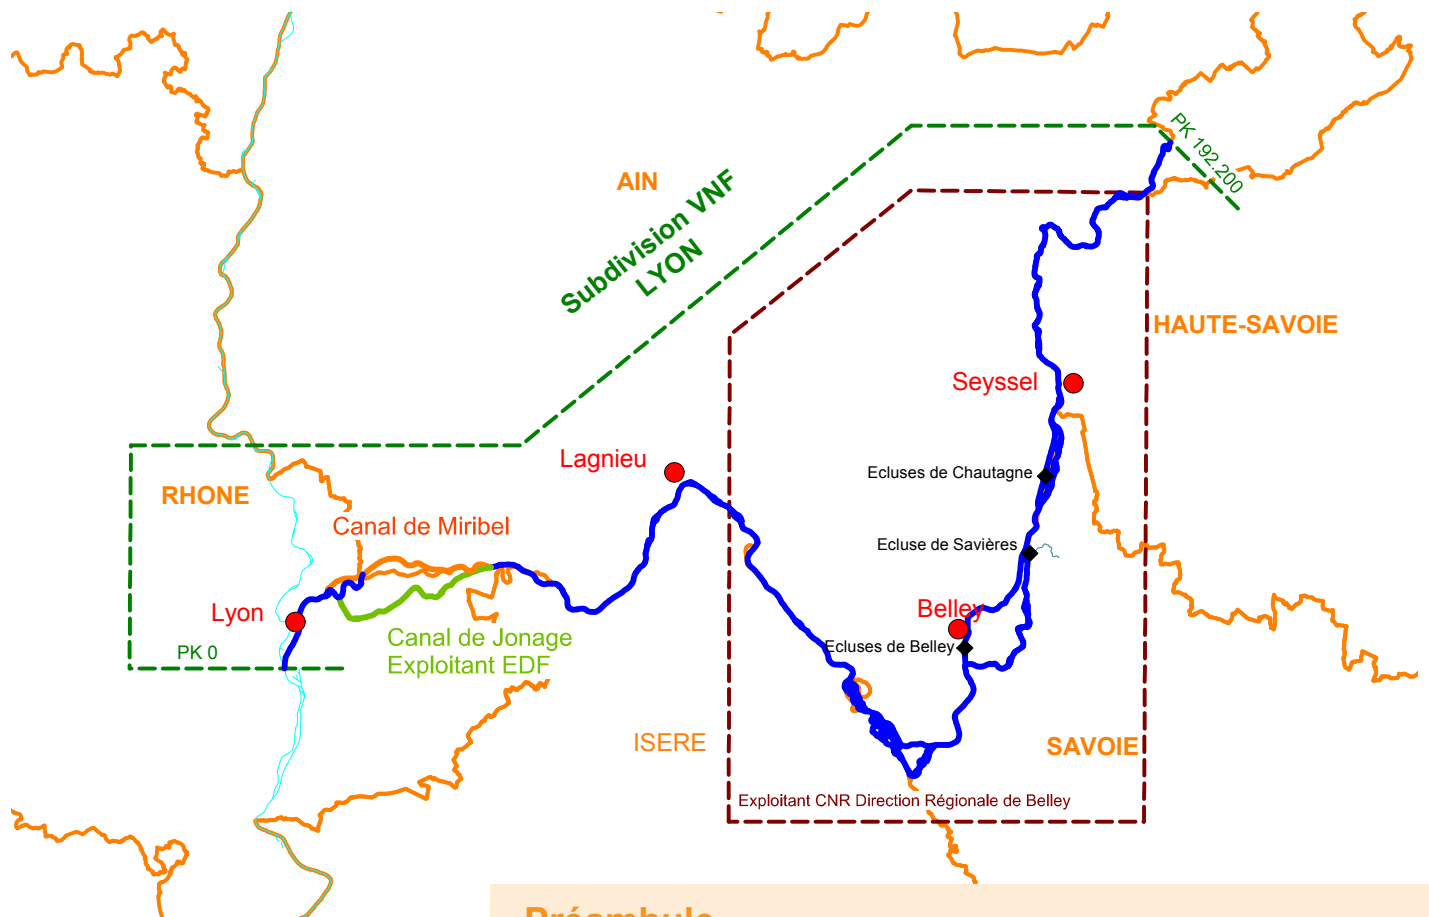 PK 192.200
AIN
Subdivision VNF
LYON
HAUTE-SAVOIE
Seyssel
Lagnieu
Ecluses de Chautagne
RHONE
Canal de Miribel
Ecluse de Savières
Lyon
Belley
Canal de Jonage
Exploitant EDF
Ecluses de Belley
PK 0
ISERE
SAVOIE
Exploitant CNR Direction Régionale de Belley
Préambule